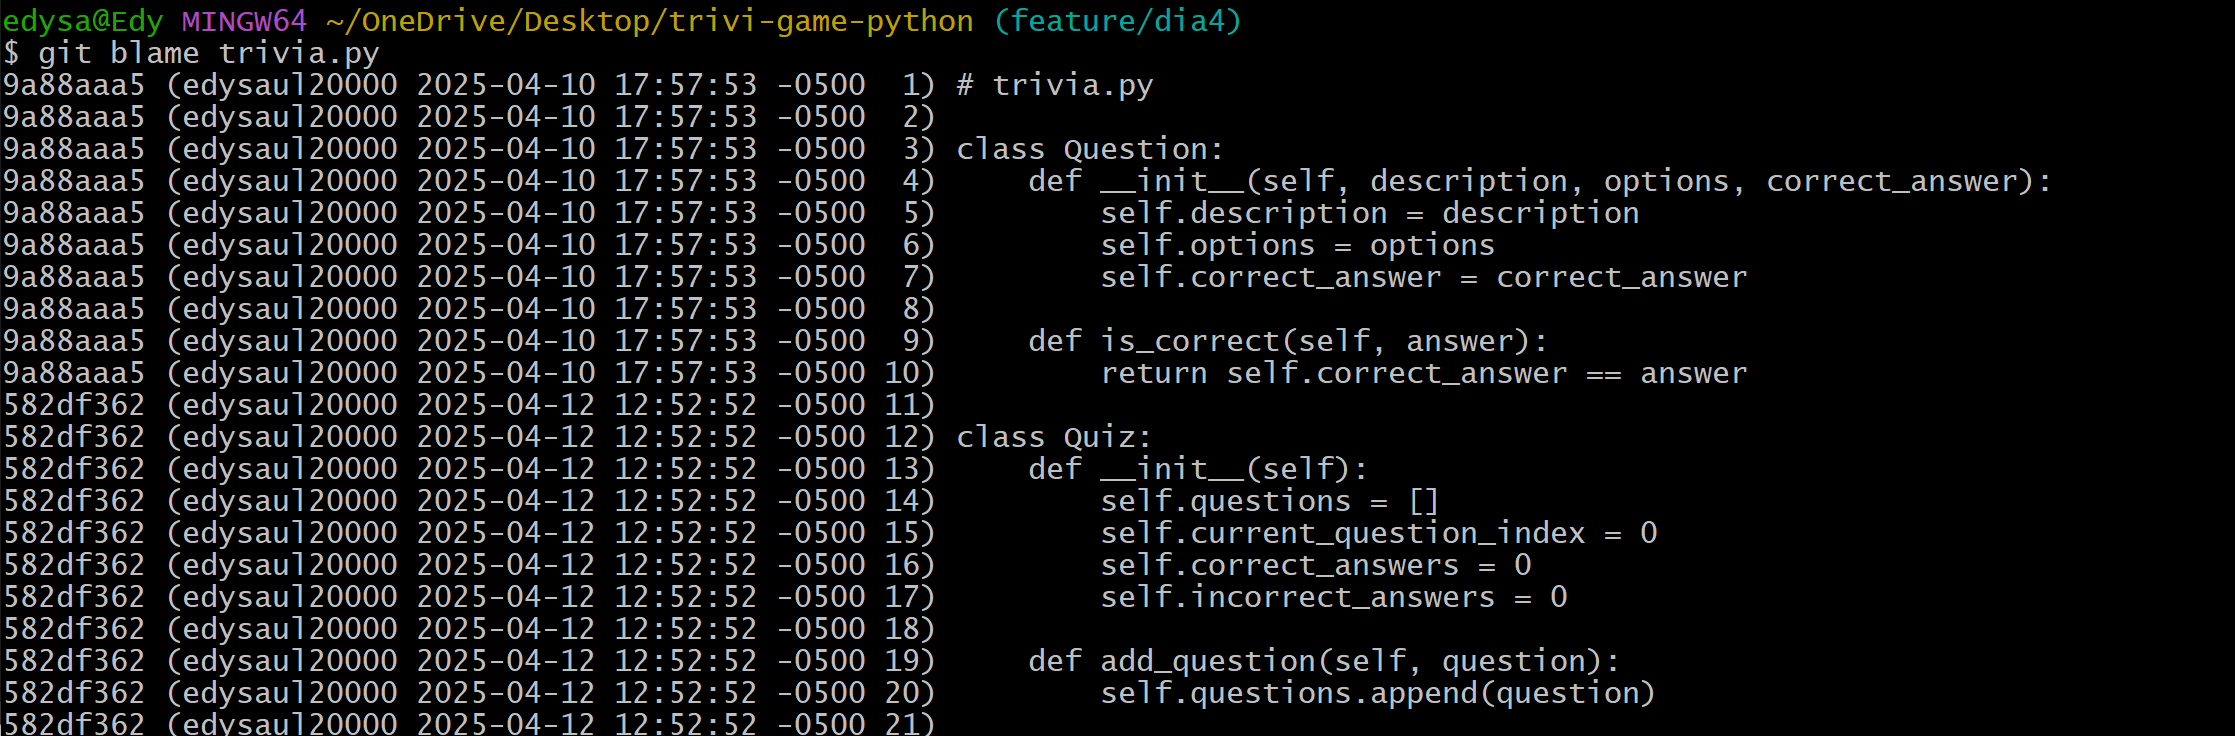 edysa@Edy MINGW64 ~/OneDrive/Desktop/trivi-game-python (feature/dia4)
$ git blame trivia.py
9a88aaa5 (edysaul20000 2025-04-10 17:57:53 -0500  1) # trivia.py
9a88aaa5 (edysaul20000 2025-04-10 17:57:53 -0500  2)
9a88aaa5 (edysaul20000 2025-04-10 17:57:53 -0500  3) class Question:
9a88aaa5 (edysaul20000 2025-04-10 17:57:53 -0500  4)     def __init__(self, description, options, correct_answer):
9a88aaa5 (edysaul20000 2025-04-10 17:57:53 -0500  5)         self.description = description
9a88aaa5 (edysaul20000 2025-04-10 17:57:53 -0500  6)         self.options = options
9a88aaa5 (edysaul20000 2025-04-10 17:57:53 -0500  7)         self.correct_answer = correct_answer
9a88aaa5 (edysaul20000 2025-04-10 17:57:53 -0500  8)
9a88aaa5 (edysaul20000 2025-04-10 17:57:53 -0500  9)     def is_correct(self, answer):
9a88aaa5 (edysaul20000 2025-04-10 17:57:53 -0500 10)         return self.correct_answer == answer
582df362 (edysaul20000 2025-04-12 12:52:52 -0500 11)
582df362 (edysaul20000 2025-04-12 12:52:52 -0500 12) class Quiz:
582df362 (edysaul20000 2025-04-12 12:52:52 -0500 13)     def __init__(self):
582df362 (edysaul20000 2025-04-12 12:52:52 -0500 14)         self.questions = []
582df362 (edysaul20000 2025-04-12 12:52:52 -0500 15)         self.current_question_index = 0
582df362 (edysaul20000 2025-04-12 12:52:52 -0500 16)         self.correct_answers = 0
582df362 (edysaul20000 2025-04-12 12:52:52 -0500 17)         self.incorrect_answers = 0
582df362 (edysaul20000 2025-04-12 12:52:52 -0500 18)
582df362 (edysaul20000 2025-04-12 12:52:52 -0500 19)     def add_question(self, question):
582df362 (edysaul20000 2025-04-12 12:52:52 -0500 20)         self.questions.append(question)
582df362 (edysaul20000 2025-04-12 12:52:52 -0500 21)